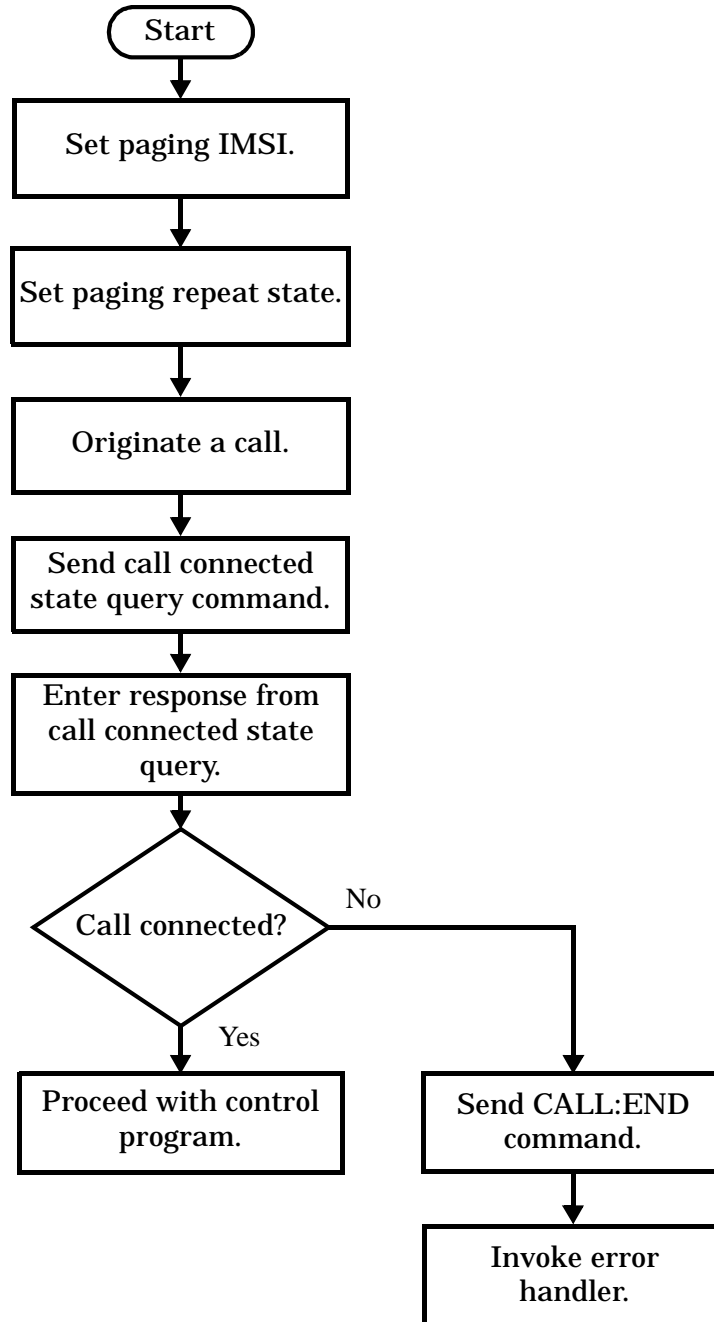 Start
Set paging IMSI.
Set paging repeat state.
Originate a call.
Send call connected
state query command.
Enter response from
call connected state
query.
Call connected?
No
Yes
Proceed with control
program.
Send CALL:END
command.
Invoke error
handler.